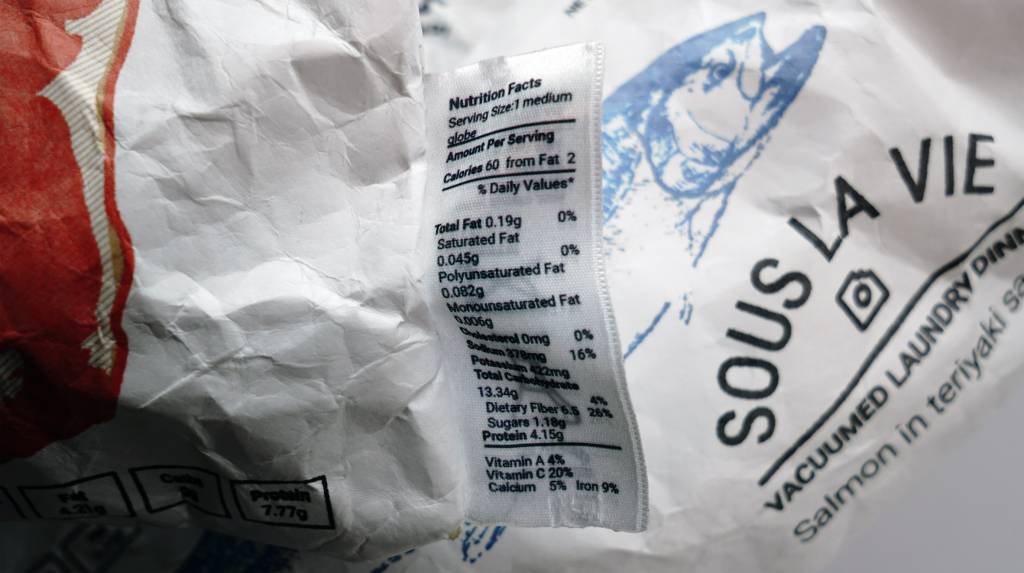 Nutrition Facts
Serving Size:1 medium
globe
Amount Per Serving
Calories 60 from Fat 2
% Daily Values*
Total Fat 0.19g 0%
Saturated Fat
0.045g 0%
Polyunsaturated Fat
0.082g
Monounsaturated Fat
0.006g
Cholesterol 0mg 0%
Sodium 378mg 16%
Potassium 422mg
Total Carbohydrate
13.34g 4%
Dietary Fiber 6.5 26%
Sugars 1.18g
Protein 4.15g
Vitamin A 4%
Vitamin C 20%
Calcium 5% Iron 9%
SOUS LA VIE
VACUUMED LAUNDRY DINN
Salmon in teriyaki sa
Fat
4.21g
Protein
7.77g